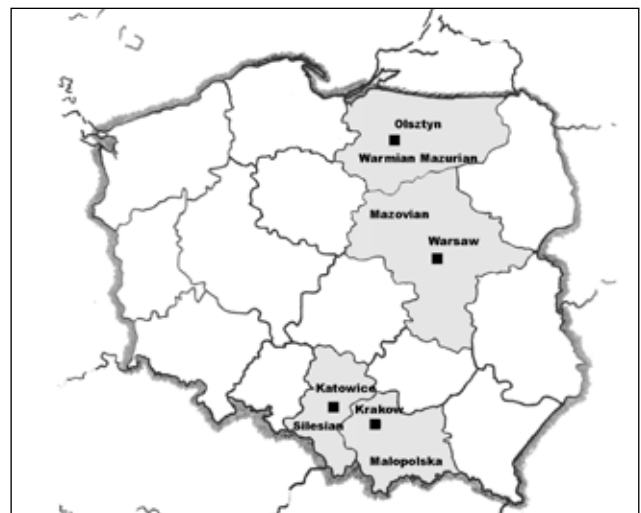 Olsztyn
Warmian Mazurian
Mazovian
Warsaw
Katowice
Krakow
Silesian
Malopolska